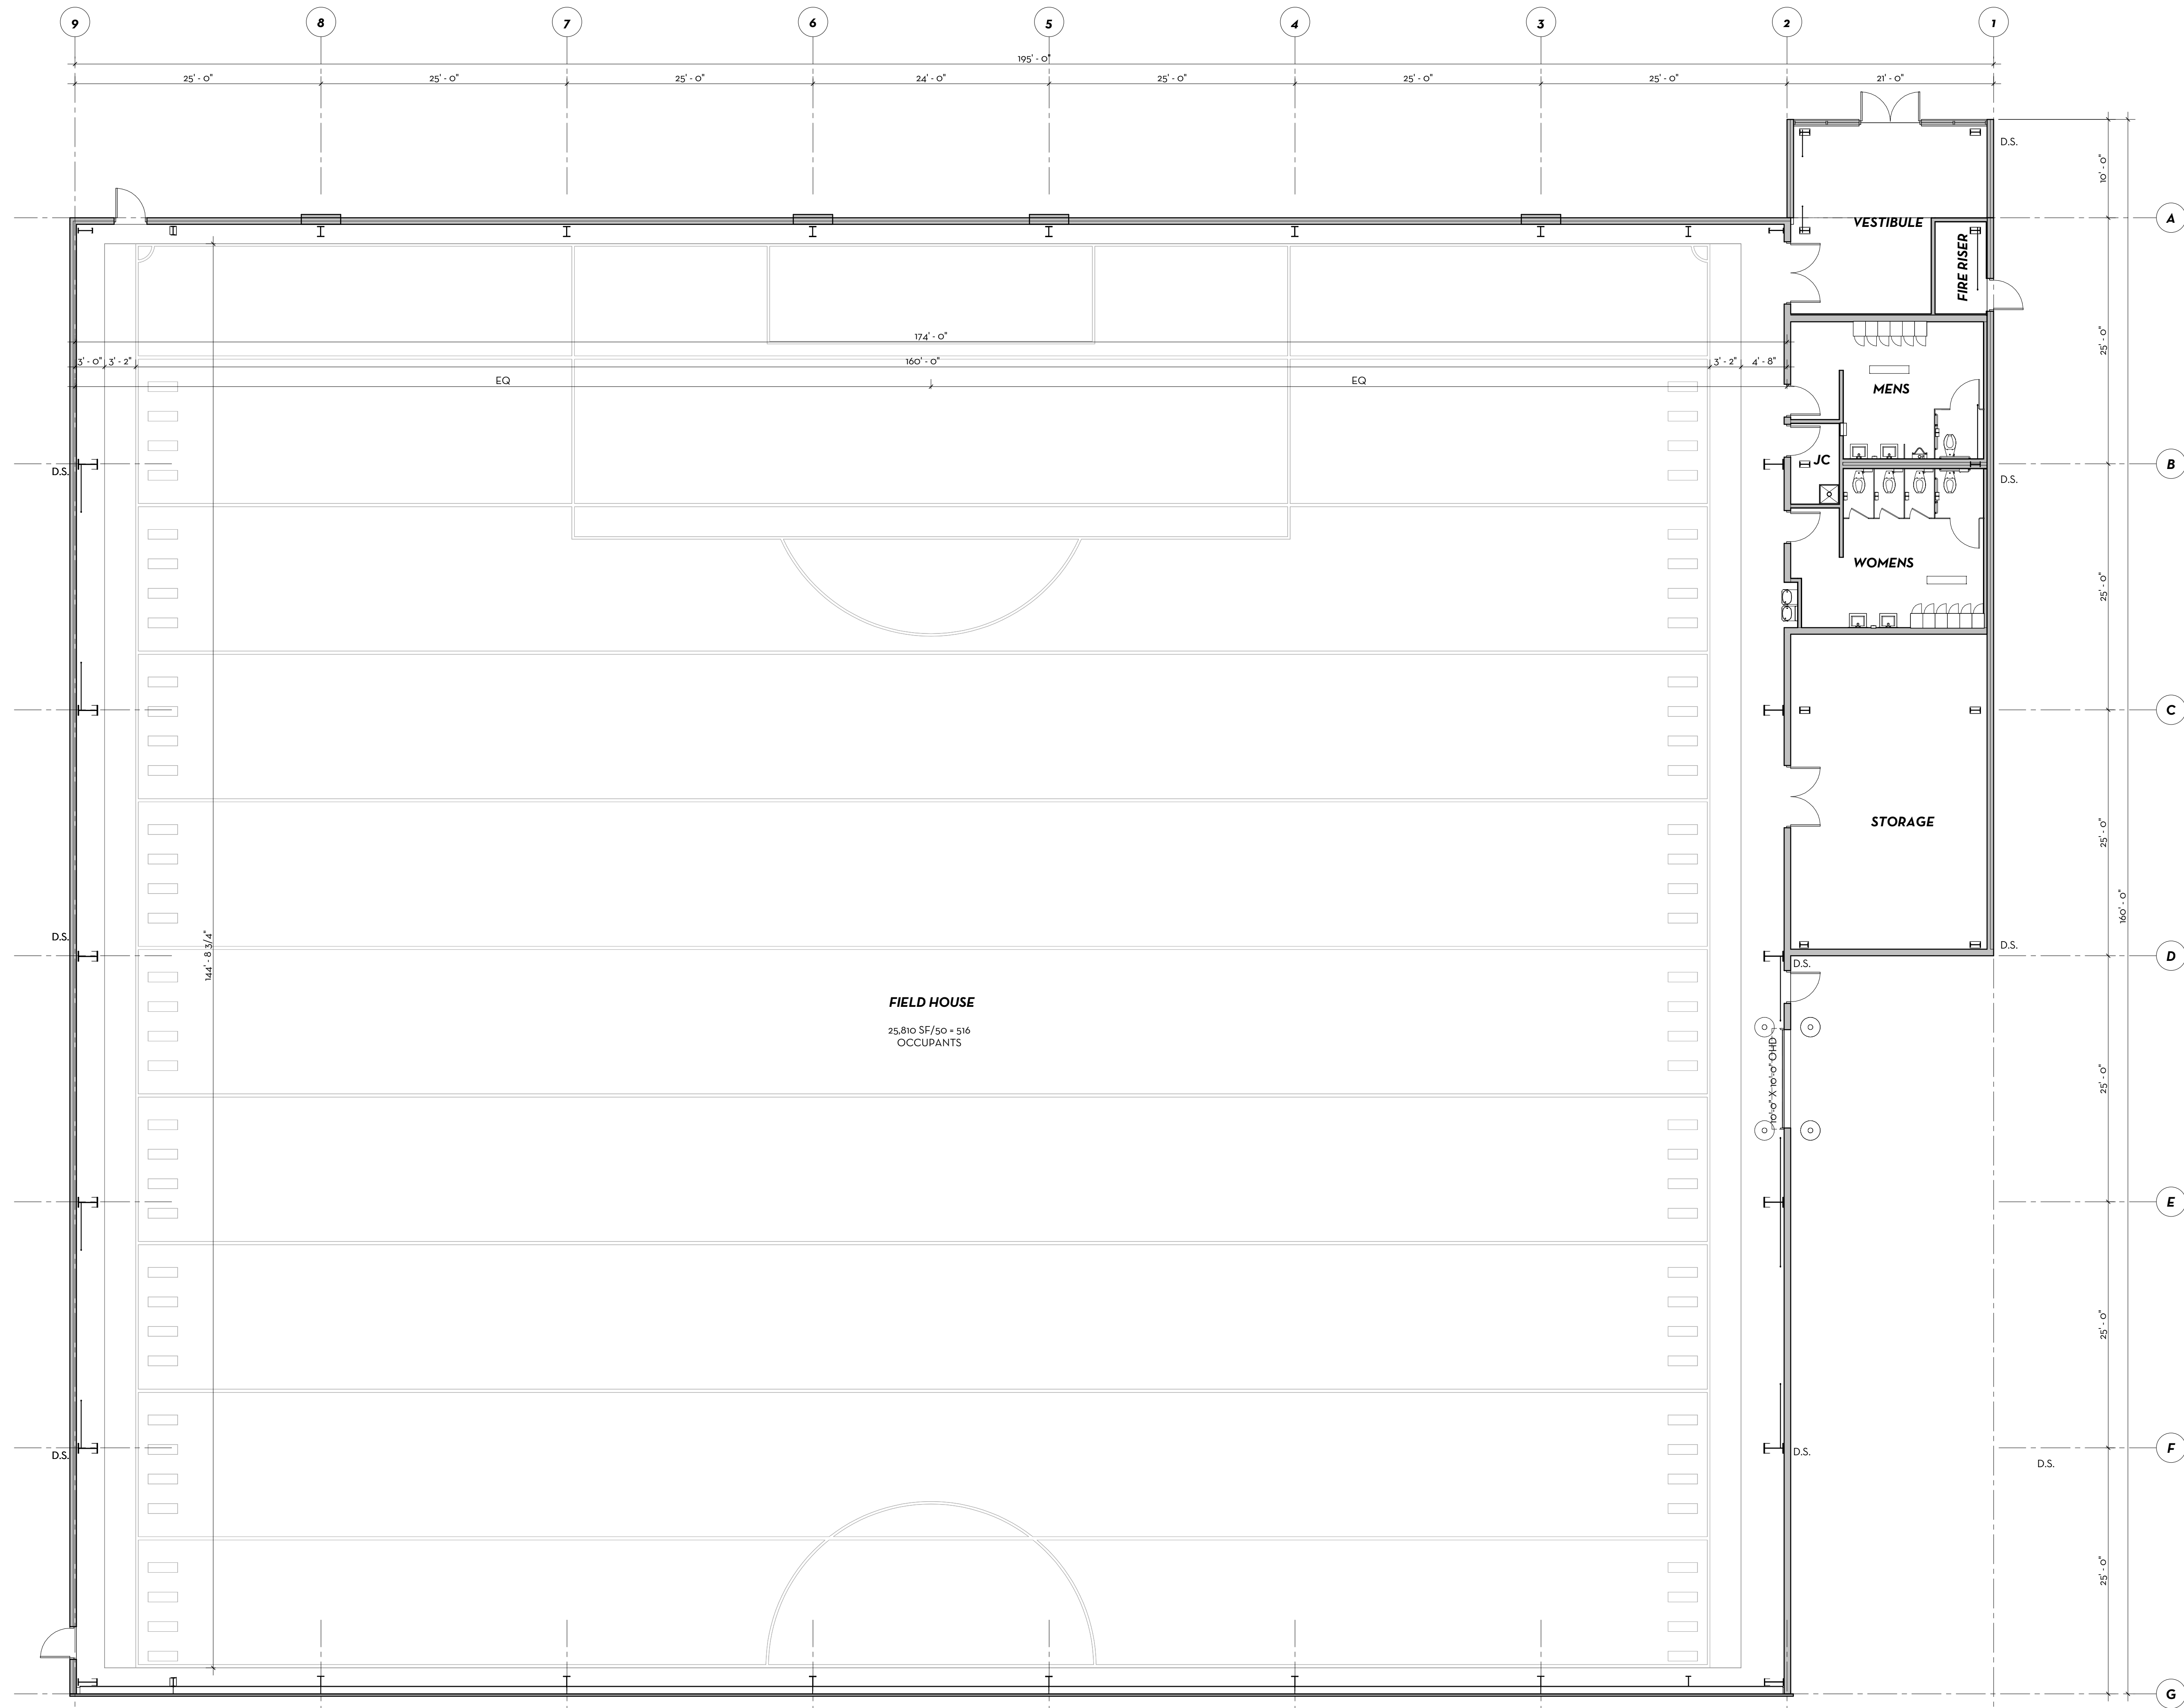 9 8 7 6 5 4 3 2 1
195' - 0"
25' - 0" 25' - 0" 25' - 0" 24' - 0" 25' - 0" 25' - 0" 25' - 0" 21' - 0"
D.S.
10' - 0"
A
VESTIBULE
FIRE RISER
174' - 0"
25' - 0"
3' - 0" 3' - 2" 160' - 0" 3' - 2" 4' - 8"
EQ EQ
MENS
JC
B
D.S.
D.S.
WOMENS
25' - 0"
C
STORAGE
25' - 0"
160' - 0"
D.S.
144' - 8 3/4"
D.S.
D
D.S.
FIELD HOUSE
25,810 SF/50 = 516
OCCUPANTS
10'-0" X 10'-0" OHD
25' - 0"
E
25' - 0"
D.S.
D.S.
F
D.S.
25' - 0"
G